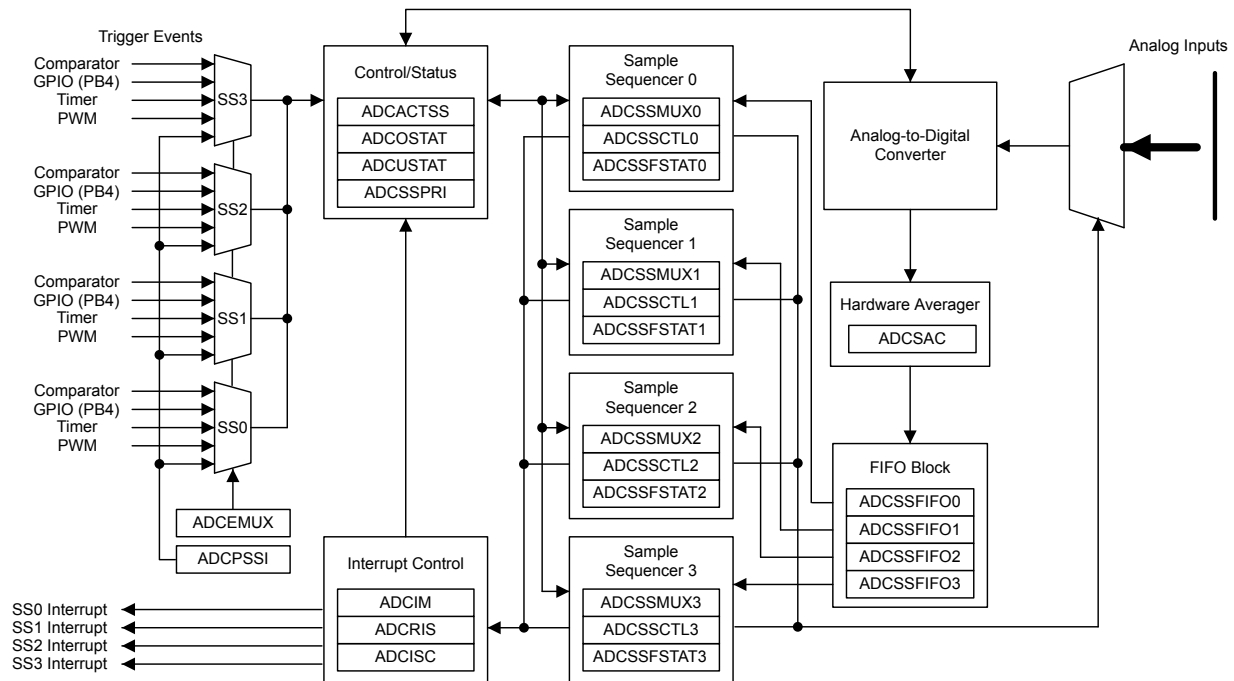 Trigger Events
Comparator
GPIO (PB4)
Timer
PWM
SS3
Comparator
GPIO (PB4)
Timer
PWM
SS2
Comparator
GPIO (PB4)
Timer
PWM
SS1
Comparator
GPIO (PB4)
Timer
PWM
SS0
ADCEMUX
ADCPSSI
SS0 Interrupt
SS1 Interrupt
SS2 Interrupt
SS3 Interrupt
Control/Status
ADCACTSS
ADCOSTAT
ADCUSTAT
ADCSSPRI
Interrupt Control
ADCIM
ADCRIS
ADCISC
Sample
Sequencer 0
ADCSSMUX0
ADCSSCTL0
ADCSSFSTAT0
Sample
Sequencer 1
ADCSSMUX1
ADCSSCTL1
ADCSSFSTAT1
Sample
Sequencer 2
ADCSSMUX2
ADCSSCTL2
ADCSSFSTAT2
Sample
Sequencer 3
ADCSSMUX3
ADCSSCTL3
ADCSSFSTAT3
Analog-to-Digital
Converter
Hardware Averager
ADCSAC
FIFO Block
ADCSSFIFO0
ADCSSFIFO1
ADCSSFIFO2
ADCSSFIFO3
Analog Inputs